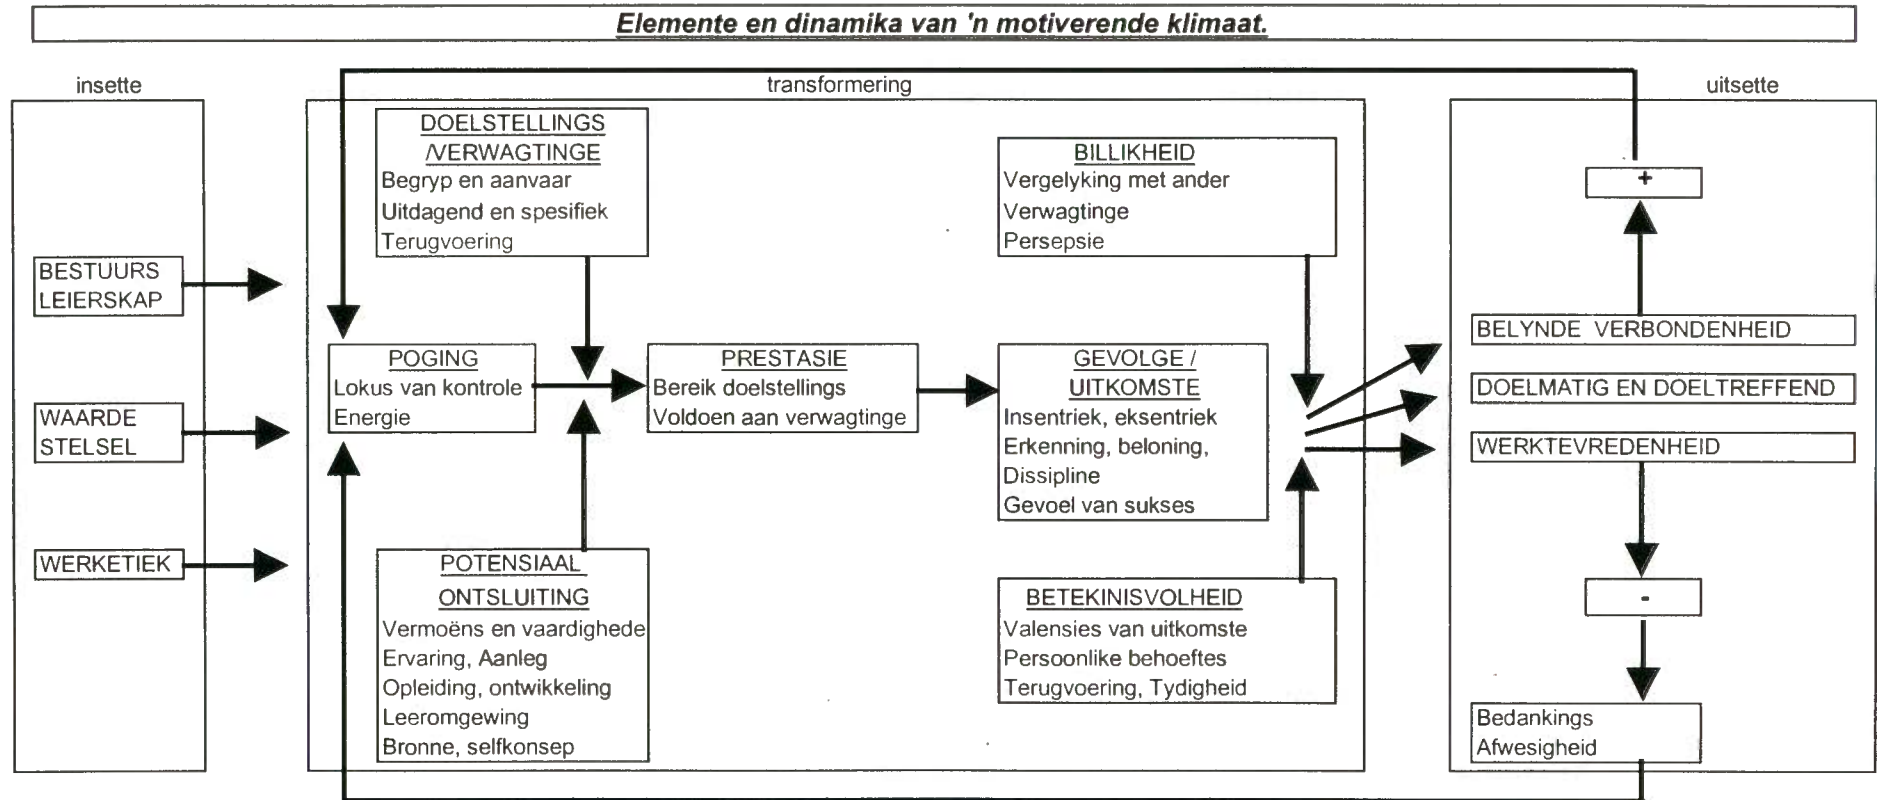 Elemente en dinamika van 'n motiverende klimaat.
insette
transformering
uitsette
BESTUURS
LEIERSKAP
WAARDE
STELSEL
WERKETIEK
DOELSTELLINGS
/VERWAGTINGE
Begryp en aanvaar
Uitdagend en spesifiek
Terugvoering
POGING
Lokus van kontrole
Energie
POTENSIAAL
ONTSLUITING
Vermoëns en vaardighede
Ervaring, Aanleg
Opleiding, ontwikkeling
Leeromgewing
Bronne, selfkonsep
PRESTASIE
Bereik doelstellings
Voldoen aan verwagtinge
BILLIKHEID
Vergelyking met ander
Verwagtinge
Persepsie
GEVOLGE /
UITKOMSTE
Insentriek, eksentriek
Erkenning, beloning,
Dissipline
Gevoel van sukses
BETEKINISVOLHEID
Valensies van uitkomste
Persoonlike behoeftes
Terugvoering, Tydigheid
+
BELYNDE VERBONDENHEID
DOELMATIG EN DOELTREFFEND
WERKTEVREDENHEID
-
Bedankings
Afwesigheid